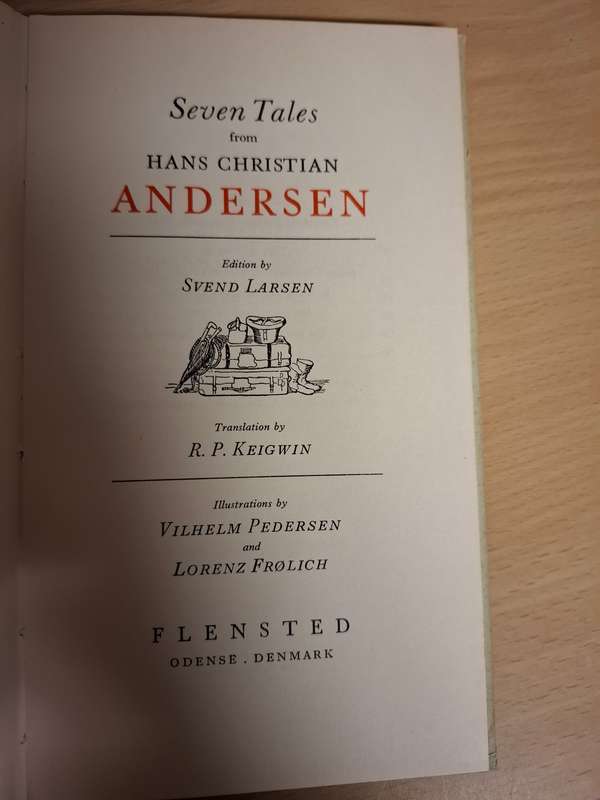 Seven Tales
from
HANS CHRISTIAN
ANDERSEN
Edition by
SVEND LARSEN
Translation by
R. P. KEIGWIN
Illustrations by
VILHELM PEDERSEN
and
LORENZ FRØLICH
FLENSTED
ODENSE . DENMARK